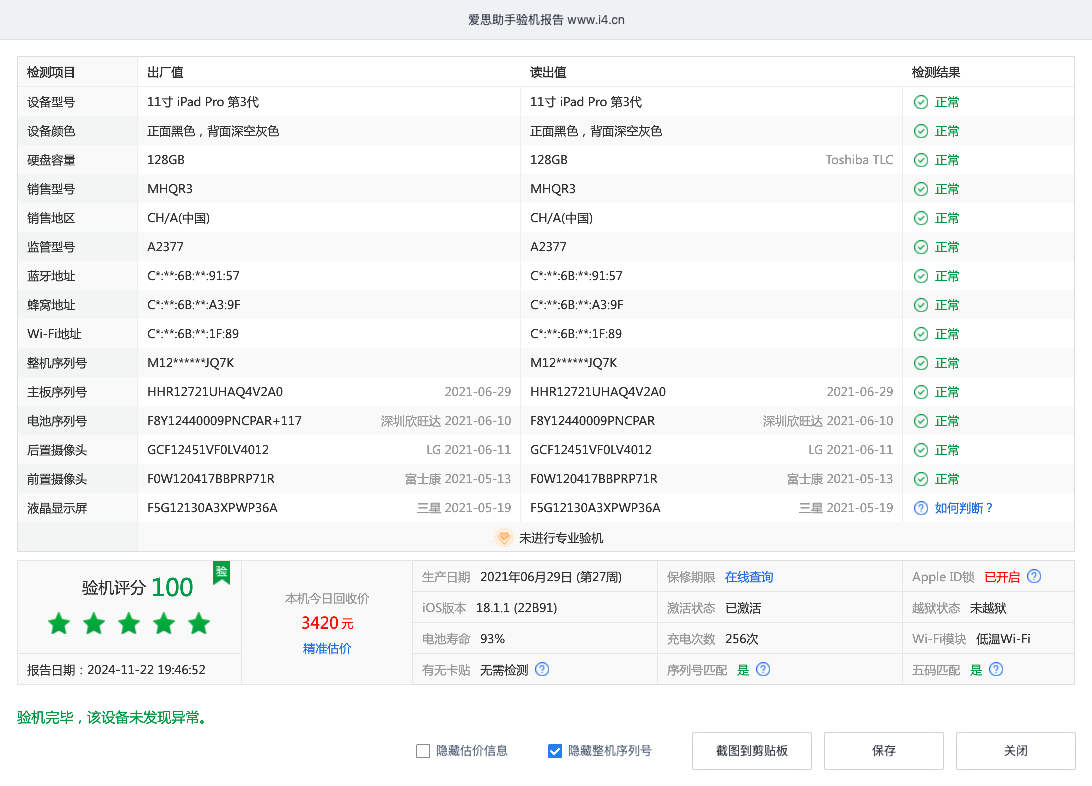 爱思助手验机报告 www.i4.cn
检测项目 出厂值 读出值 检测结果
设备型号 11寸 iPad Pro 第3代 11寸 iPad Pro 第3代 正常
设备颜色 正面黑色，背面深空灰色 正面黑色，背面深空灰色 正常
硬盘容量 128GB 128GB Toshiba TLC 正常
销售型号 MHQR3 MHQR3 正常
销售地区 CH/A(中国) CH/A(中国) 正常
监管型号 A2377 A2377 正常
蓝牙地址 C*:**:6B:**:91:57 C*:**:6B:**:91:57 正常
蜂窝地址 C*:**:6B:**:A3:9F C*:**:6B:**:A3:9F 正常
Wi-Fi地址 C*:**:6B:**:1F:89 C*:**:6B:**:1F:89 正常
整机序列号 M12******JQ7K M12******JQ7K 正常
主板序列号 HHR12721UHAQ4V2A0 2021-06-29 HHR12721UHAQ4V2A0 2021-06-29 正常
电池序列号 F8Y12440009PNCPAR+117 深圳欣旺达 2021-06-10 F8Y12440009PNCPAR 深圳欣旺达 2021-06-10 正常
后置摄像头 GCF12451VF0LV4012 LG 2021-06-11 GCF12451VF0LV4012 LG 2021-06-11 正常
前置摄像头 F0W120417BBPRP71R 富士康 2021-05-13 F0W120417BBPRP71R 富士康 2021-05-13 正常
液晶显示屏 F5G12130A3XPWP36A 三星 2021-05-19 F5G12130A3XPWP36A 三星 2021-05-19 如何判断？
未进行专业验机
验机评分 100 验
报告日期：2024-11-22 19:46:52
本机今日回收价
3420 元
精准估价
生产日期 2021年06月29日 (第27周) 保修期限 在线查询 Apple ID锁 已开启
iOS版本 18.1.1 (22B91) 激活状态 已激活 越狱状态 未越狱
电池寿命 93% 充电次数 256次 Wi-Fi模块 低温Wi-Fi
有无卡贴 无需检测 序列号匹配 是 五码匹配 是
验机完毕，该设备未发现异常。
隐藏估价信息 隐藏整机序列号 截图到剪贴板 保存 关闭